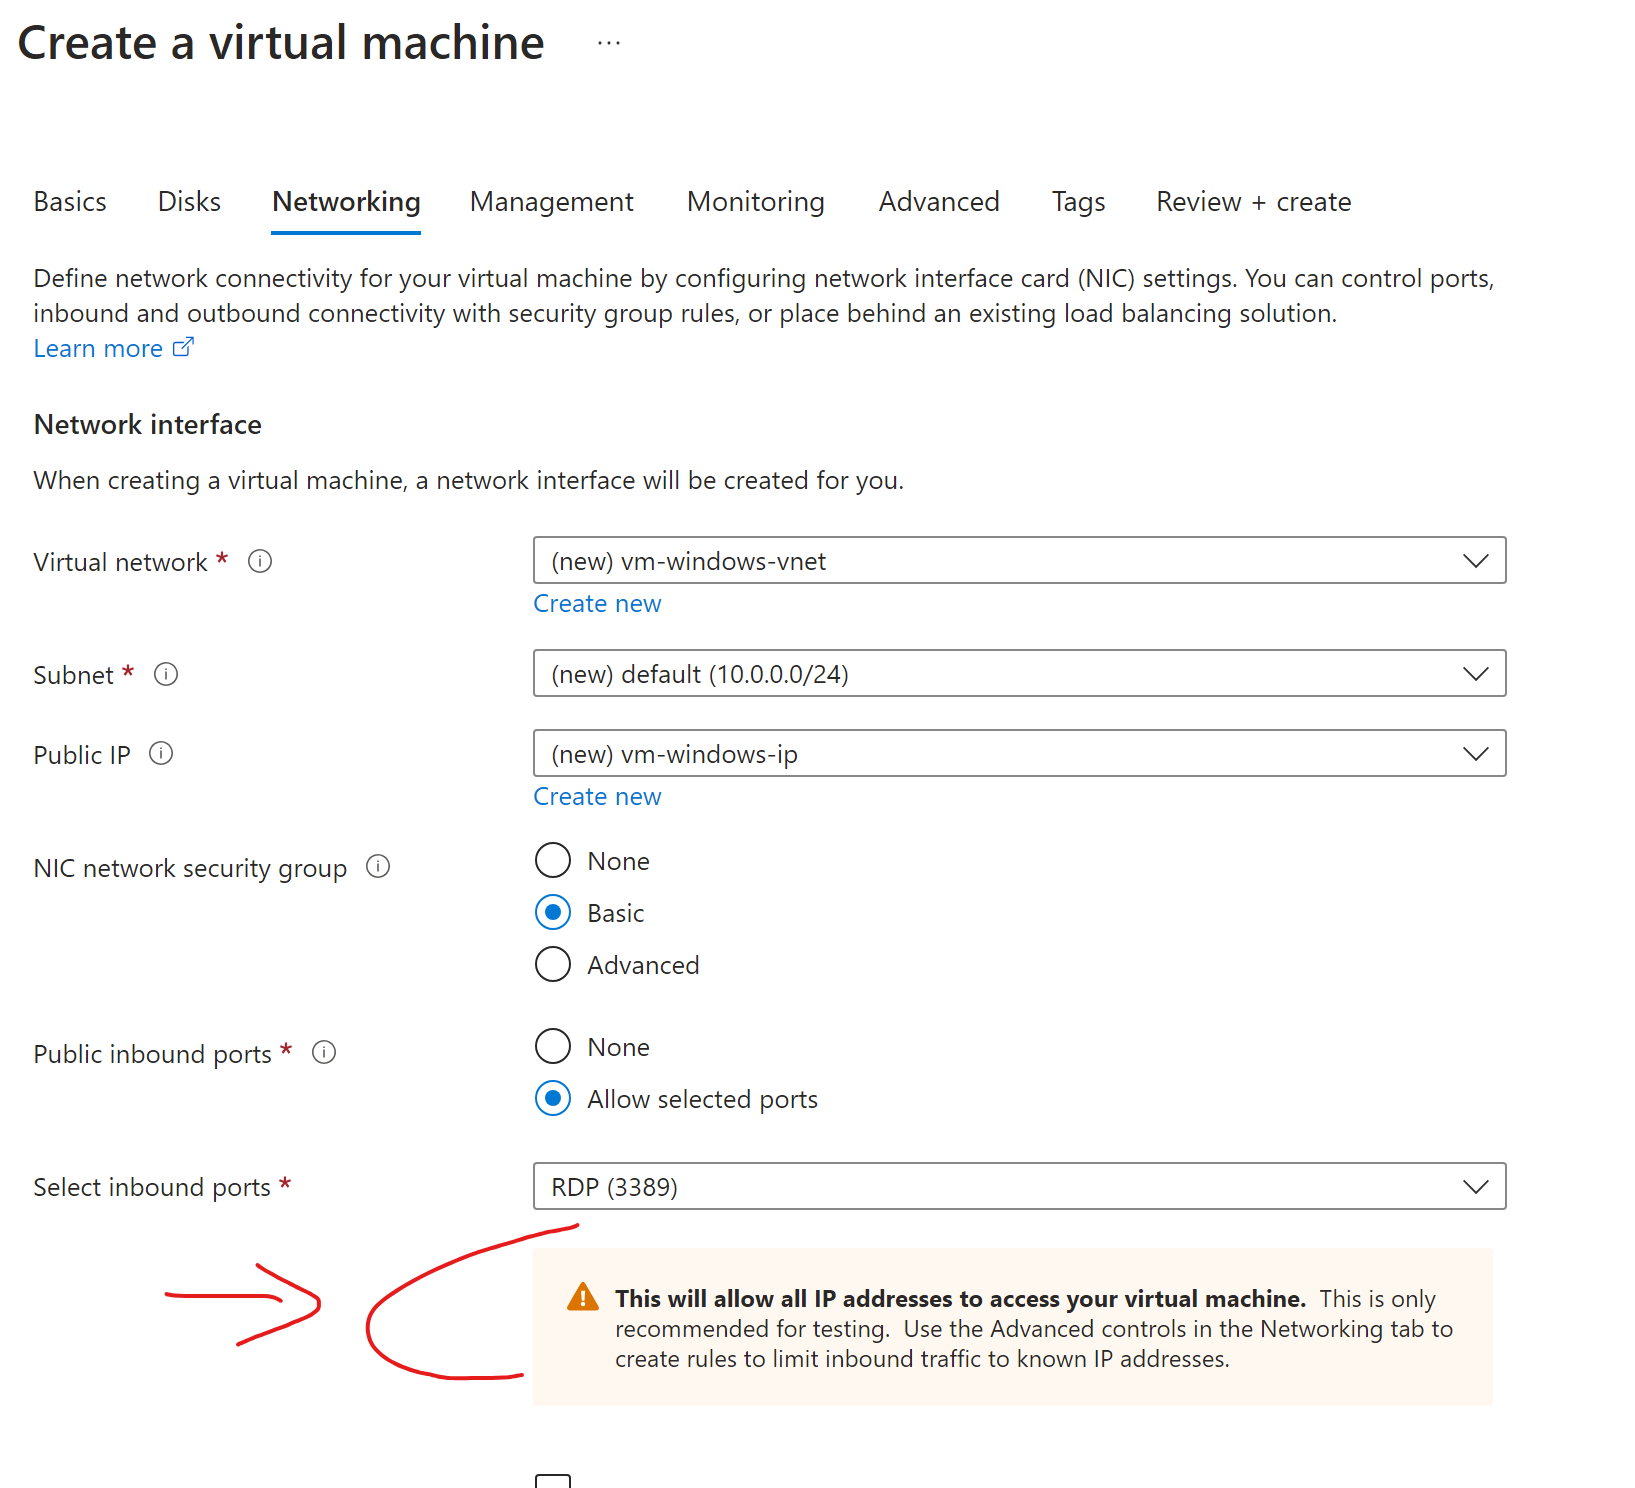 Create a virtual machine ...
Basics Disks Networking Management Monitoring Advanced Tags Review + create
Define network connectivity for your virtual machine by configuring network interface card (NIC) settings. You can control ports,
inbound and outbound connectivity with security group rules, or place behind an existing load balancing solution.
Learn more
Network interface
When creating a virtual machine, a network interface will be created for you.
Virtual network *
(new) vm-windows-vnet
Create new
Subnet *
(new) default (10.0.0.0/24)
Public IP
(new) vm-windows-ip
Create new
NIC network security group
None
Basic
Advanced
Public inbound ports *
None
Allow selected ports
Select inbound ports *
RDP (3389)
This will allow all IP addresses to access your virtual machine. This is only
recommended for testing. Use the Advanced controls in the Networking tab to
create rules to limit inbound traffic to known IP addresses.